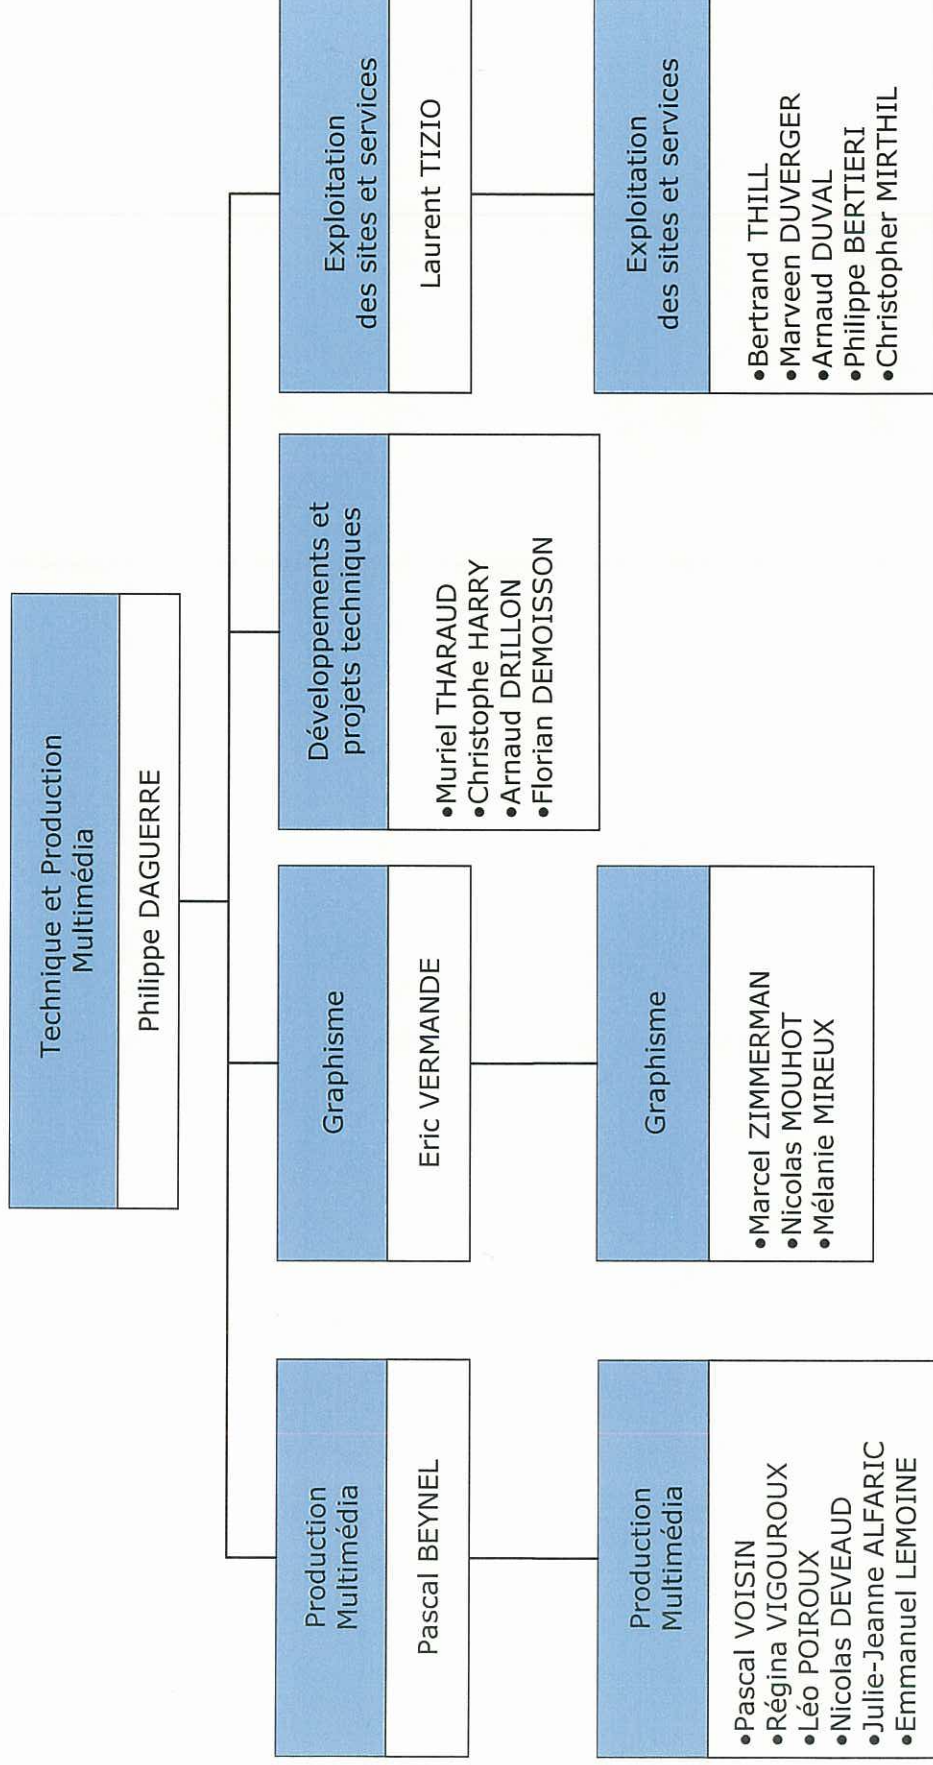 Technique et Production
Multimédia
Philippe DAGUERRE
Production
Multimédia
Pascal BEYNEL
Graphisme
Eric VERMANDE
Développements et
projets techniques
•Muriel THARAUD
•Christophe HARRY
•Arnaud DRILLON
•Florian DEMOISSON
Exploitation
des sites et services
Laurent TIZIO
Production
Multimédia
•Pascal VOISIN
•Régina VIGOUROUX
•Léo POIROUX
•Nicolas DEVEAUD
•Julie-Jeanne ALFARIC
•Emmanuel LEMOINE
Graphisme
•Marcel ZIMMERMAN
•Nicolas MOUHOT
•Mélanie MIREUX
Exploitation
des sites et services
•Bertrand THILL
•Marveen DUVERGER
•Arnaud DUVAL
•Philippe BERTIERI
•Christopher MIRTHIL